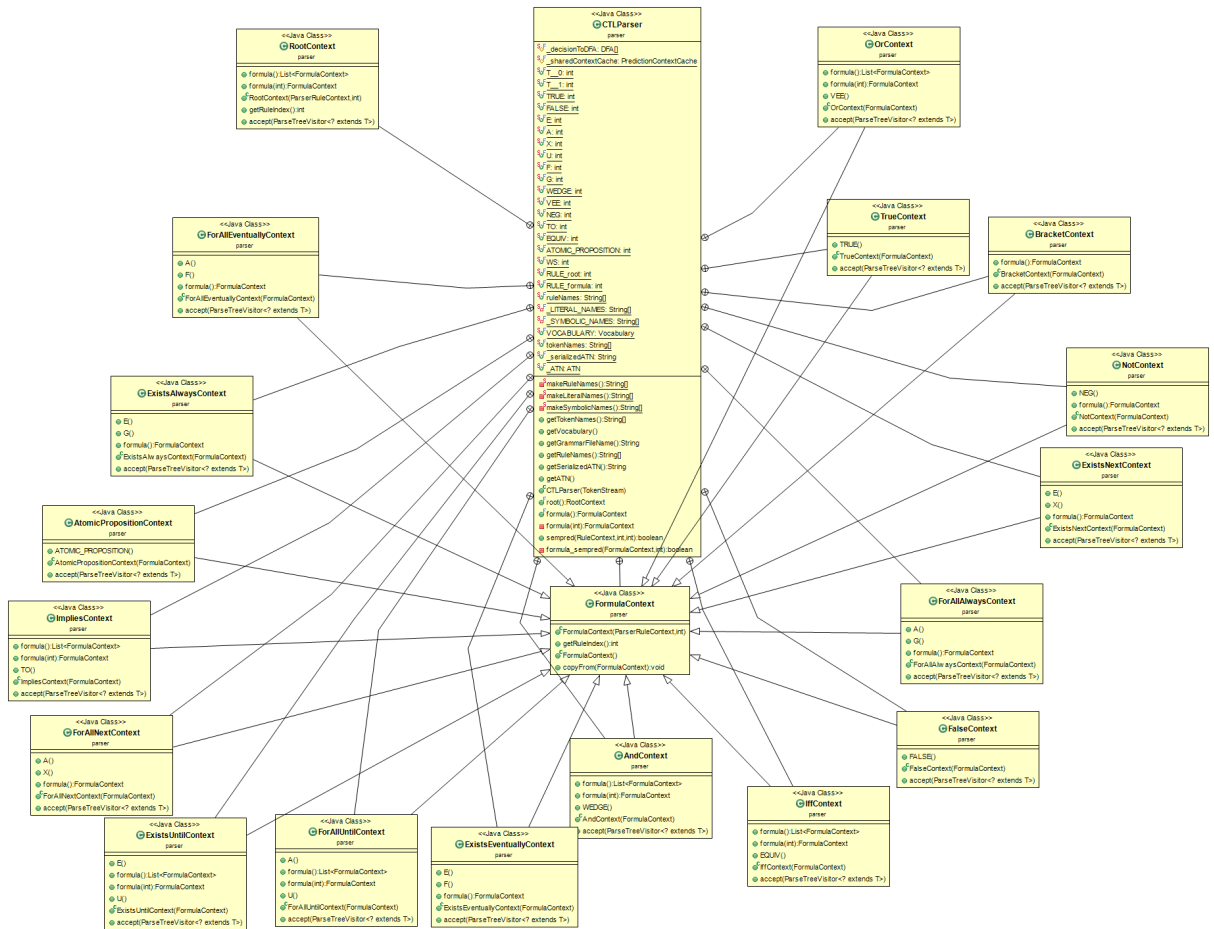 <<Java Class>>
CTLParser
parser
_decisionToDFA: DFA[]
_sharedContextCache: PredictionContextCache
T__0: int
T__1: int
TRUE: int
FALSE: int
E: int
A: int
X: int
U: int
F: int
G: int
WEDGE: int
VEE: int
NEG: int
TO: int
EQUIV: int
ATOMIC_PROPOSITION: int
WS: int
RULE_root: int
RULE_formula: int
ruleNames: String[]
_LITERAL_NAMES: String[]
_SYMBOLIC_NAMES: String[]
VOCABULARY: Vocabulary
tokenNames: String[]
_serializedATN: String
_ATN: ATN
makeRuleNames():String[]
makeLiteralNames():String[]
makeSymbolicNames():String[]
getTokenNames():String[]
getVocabulary()
getGrammarFileName():String
getRuleNames():String[]
getSerializedATN():String
getATN()
CTLParser(TokenStream)
root():RootContext
formula():FormulaContext
formula(int):FormulaContext
sempred(RuleContext,int,int):boolean
formula_sempred(FormulaContext,int):boolean
<<Java Class>>
RootContext
parser
formula():List<FormulaContext>
formula(int):FormulaContext
RootContext(ParserRuleContext,int)
getRuleIndex():int
accept(ParseTreeVisitor<? extends T>)
<<Java Class>>
OrContext
parser
formula():List<FormulaContext>
formula(int):FormulaContext
VEE()
OrContext(FormulaContext)
accept(ParseTreeVisitor<? extends T>)
<<Java Class>>
TrueContext
parser
TRUE()
TrueContext(FormulaContext)
accept(ParseTreeVisitor<? extends T>)
<<Java Class>>
BracketContext
parser
formula():FormulaContext
BracketContext(FormulaContext)
accept(ParseTreeVisitor<? extends T>)
<<Java Class>>
ForAllEventuallyContext
parser
A()
F()
formula():FormulaContext
ForAllEventuallyContext(FormulaContext)
accept(ParseTreeVisitor<? extends T>)
<<Java Class>>
NotContext
parser
NEG()
formula():FormulaContext
NotContext(FormulaContext)
accept(ParseTreeVisitor<? extends T>)
<<Java Class>>
ExistsAlwaysContext
parser
E()
G()
formula():FormulaContext
ExistsAlwaysContext(FormulaContext)
accept(ParseTreeVisitor<? extends T>)
<<Java Class>>
ExistsNextContext
parser
E()
X()
formula():FormulaContext
ExistsNextContext(FormulaContext)
accept(ParseTreeVisitor<? extends T>)
<<Java Class>>
AtomicPropositionContext
parser
ATOMIC_PROPOSITION()
AtomicPropositionContext(FormulaContext)
accept(ParseTreeVisitor<? extends T>)
<<Java Class>>
FormulaContext
parser
FormulaContext(ParserRuleContext,int)
getRuleIndex():int
FormulaContext()
copyFrom(FormulaContext):void
<<Java Class>>
ForAllAlwaysContext
parser
A()
G()
formula():FormulaContext
ForAllAlwaysContext(FormulaContext)
accept(ParseTreeVisitor<? extends T>)
<<Java Class>>
ImpliesContext
parser
formula():List<FormulaContext>
formula(int):FormulaContext
TO()
ImpliesContext(FormulaContext)
accept(ParseTreeVisitor<? extends T>)
<<Java Class>>
ForAllNextContext
parser
A()
X()
formula():FormulaContext
ForAllNextContext(FormulaContext)
accept(ParseTreeVisitor<? extends T>)
<<Java Class>>
FalseContext
parser
FALSE()
FalseContext(FormulaContext)
accept(ParseTreeVisitor<? extends T>)
<<Java Class>>
AndContext
parser
formula():List<FormulaContext>
formula(int):FormulaContext
WEDGE()
AndContext(FormulaContext)
accept(ParseTreeVisitor<? extends T>)
<<Java Class>>
IffContext
parser
formula():List<FormulaContext>
formula(int):FormulaContext
EQUIV()
IffContext(FormulaContext)
accept(ParseTreeVisitor<? extends T>)
<<Java Class>>
ExistsUntilContext
parser
E()
formula():List<FormulaContext>
formula(int):FormulaContext
U()
ExistsUntilContext(FormulaContext)
accept(ParseTreeVisitor<? extends T>)
<<Java Class>>
ForAllUntilContext
parser
A()
formula():List<FormulaContext>
formula(int):FormulaContext
U()
ForAllUntilContext(FormulaContext)
accept(ParseTreeVisitor<? extends T>)
<<Java Class>>
ExistsEventuallyContext
parser
E()
F()
formula():FormulaContext
ExistsEventuallyContext(FormulaContext)
accept(ParseTreeVisitor<? extends T>)